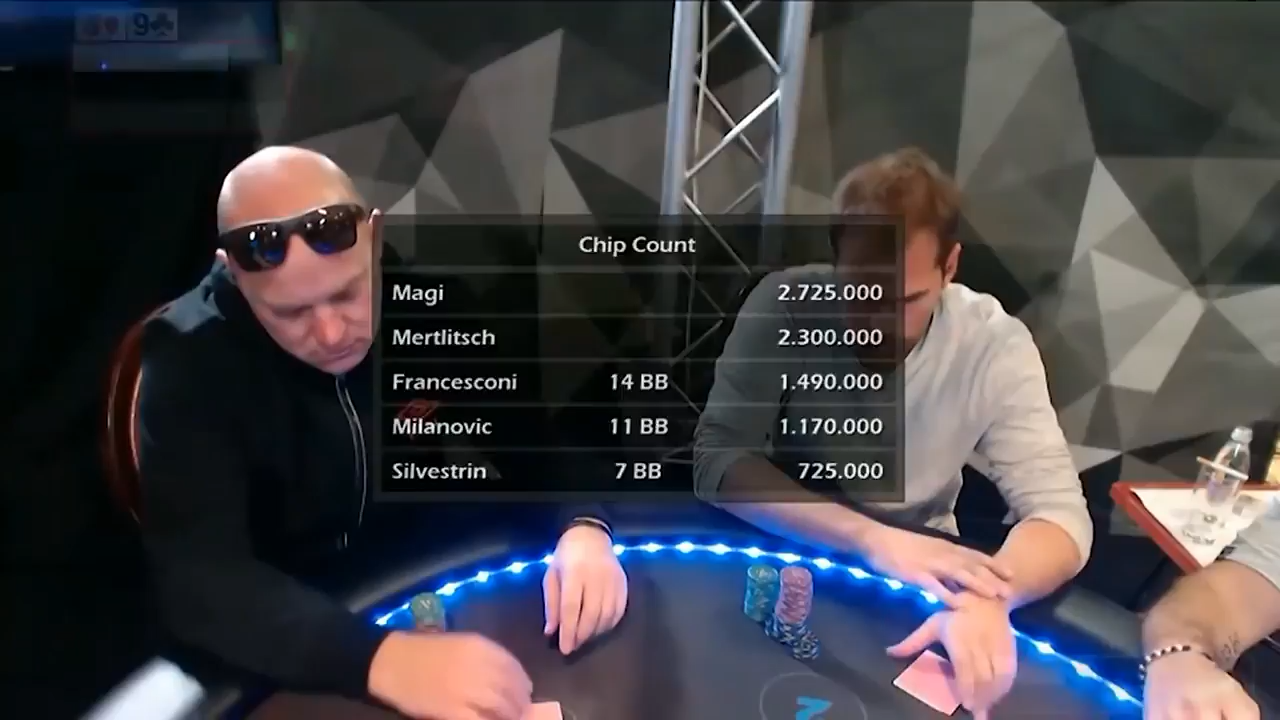 9♣
Chip Count
Magi 2.725.000
Mertlitsch 2.300.000
Francesconi 14 BB 1.490.000
Milanovic 11 BB 1.170.000
Silvestrin 7 BB 725.000